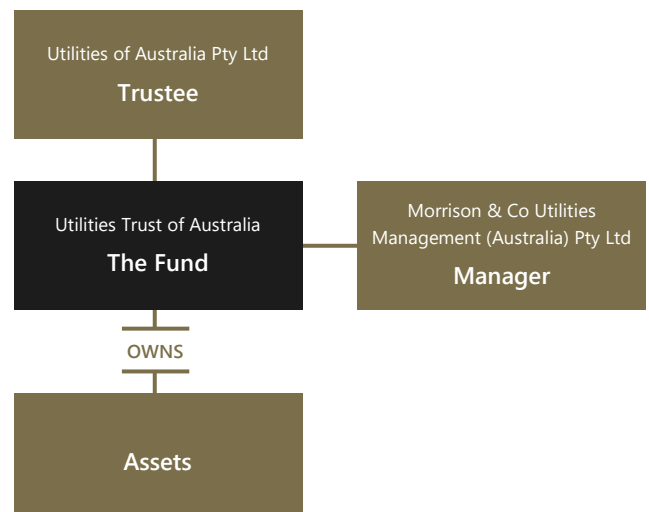 Utilities of Australia Pty Ltd
Trustee
Utilities Trust of Australia
The Fund
Morrison & Co Utilities
Management (Australia) Pty Ltd
Manager
OWNS
Assets